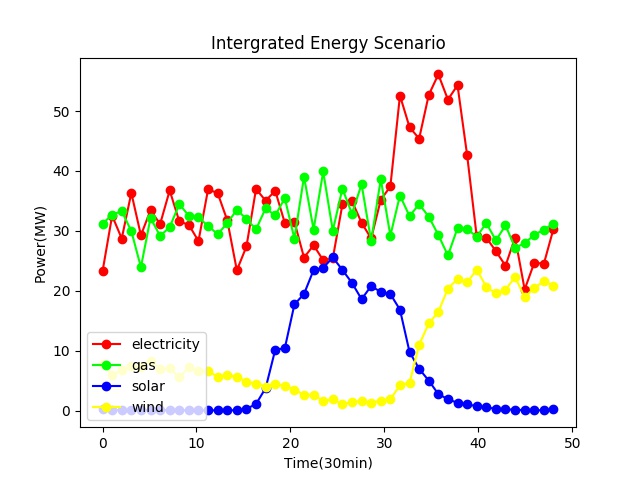 Intergrated Energy Scenario
Power(MW)
50
40
30
20
10
0
electricity
gas
solar
wind
0 10 20 30 40 50
Time(30min)